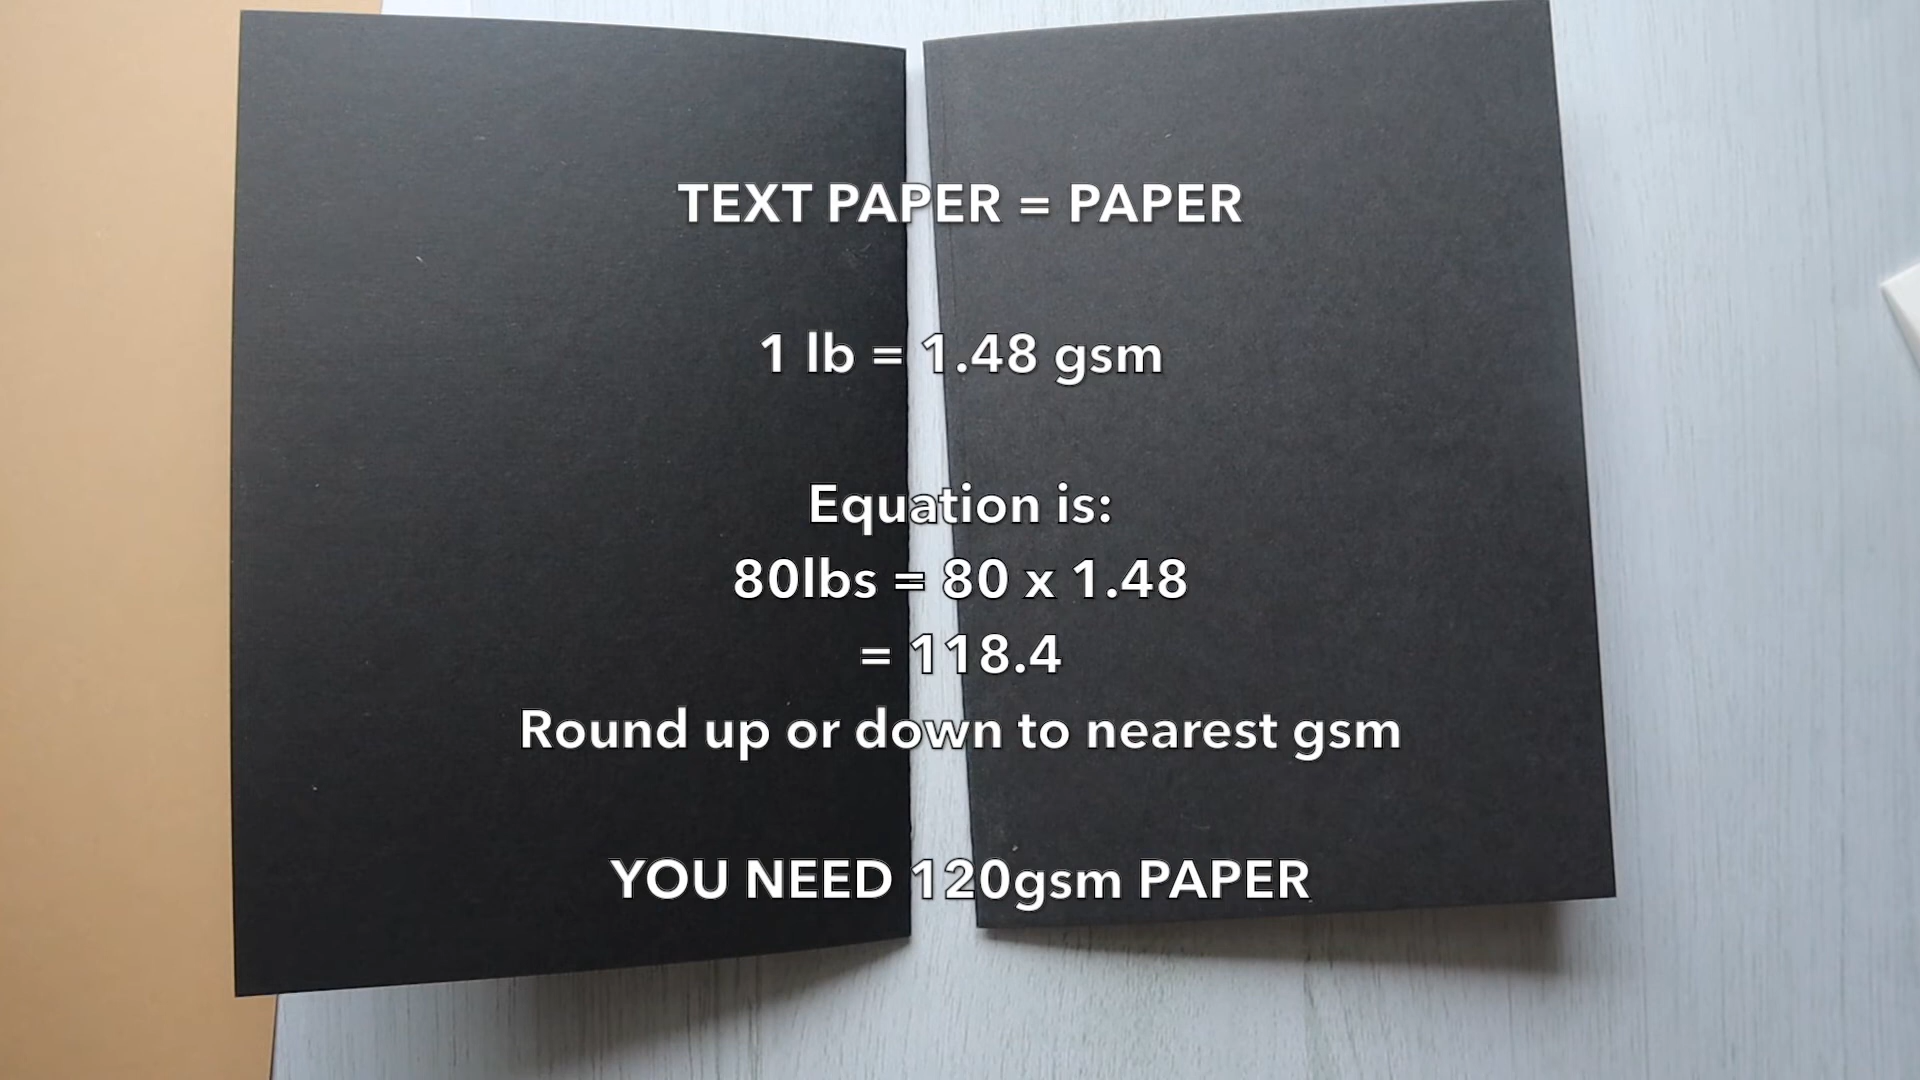 TEXT PAPER = PAPER
1 lb = 1.48 gsm
Equation is:
80lbs = 80 x 1.48
= 118.4
Round up or down to nearest gsm
YOU NEED 120gsm PAPER